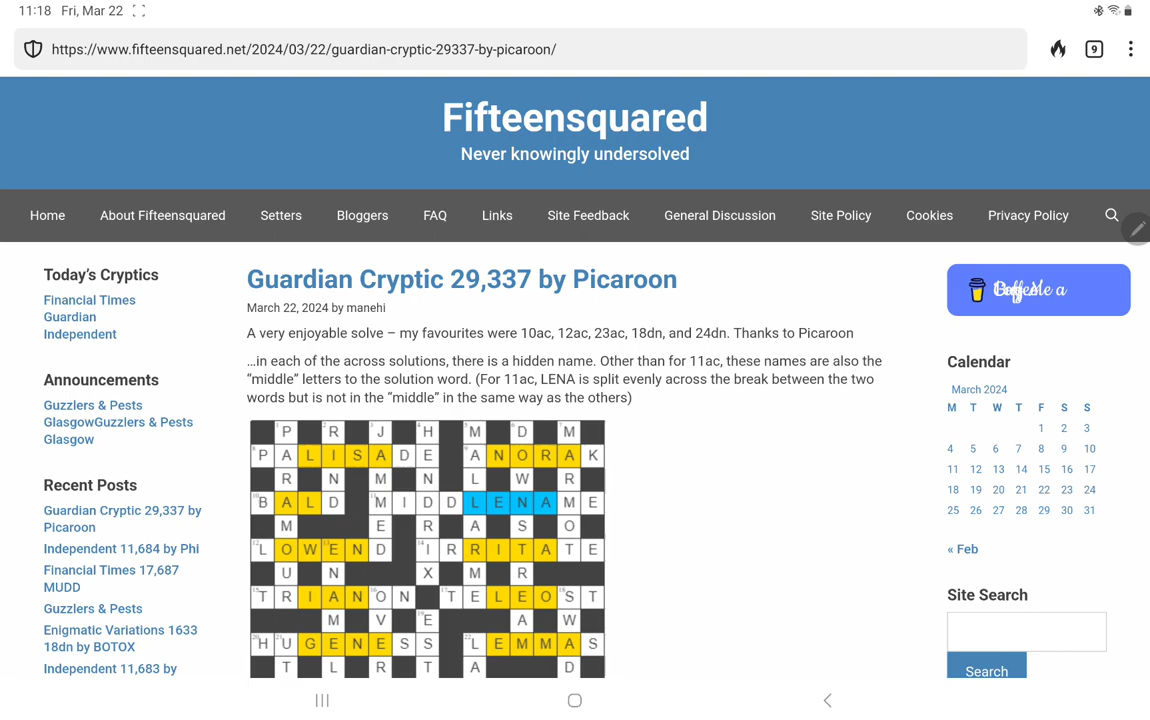 11:18 Fri, Mar 22
https://www.fifteensquared.net/2024/03/22/guardian-cryptic-29337-by-picaroon/
9
Fifteensquared
Never knowingly undersolved
Home About Fifteensquared Setters Bloggers FAQ Links Site Feedback General Discussion Site Policy Cookies Privacy Policy
Today's Cryptics
Financial Times
Guardian
Independent
Announcements
Guzzlers & Pests
GlasgowGuzzlers & Pests
Glasgow
Recent Posts
Guardian Cryptic 29,337 by
Picaroon
Independent 11,684 by Phi
Financial Times 17,687
MUDD
Guzzlers & Pests
Enigmatic Variations 1633
18dn by BOTOX
Independent 11,683 by
Guardian Cryptic 29,337 by Picaroon
March 22, 2024 by manehi
A very enjoyable solve – my favourites were 10ac, 12ac, 23ac, 18dn, and 24dn. Thanks to Picaroon
...in each of the across solutions, there is a hidden name. Other than for 11ac, these names are also the
"middle" letters to the solution word. (For 11ac, LENA is split evenly across the break between the two
words but is not in the "middle" in the same way as the others)
P R J H M D M
P A L I S A D E A N O R A K
R N M N L W R
B A L D M I D D L E N A M E
M E R A S O
L O W E N D I R R I T A T E
U N X M R
T R I A N O N T E L E O S T
M V E A W
H U G E N E S S L E M M A S
T L R T A D
a
Calendar
March 2024
M T W T F S S
1 2 3
4 5 6 7 8 9 10
11 12 13 14 15 16 17
18 19 20 21 22 23 24
25 26 27 28 29 30 31
« Feb
Site Search
Search